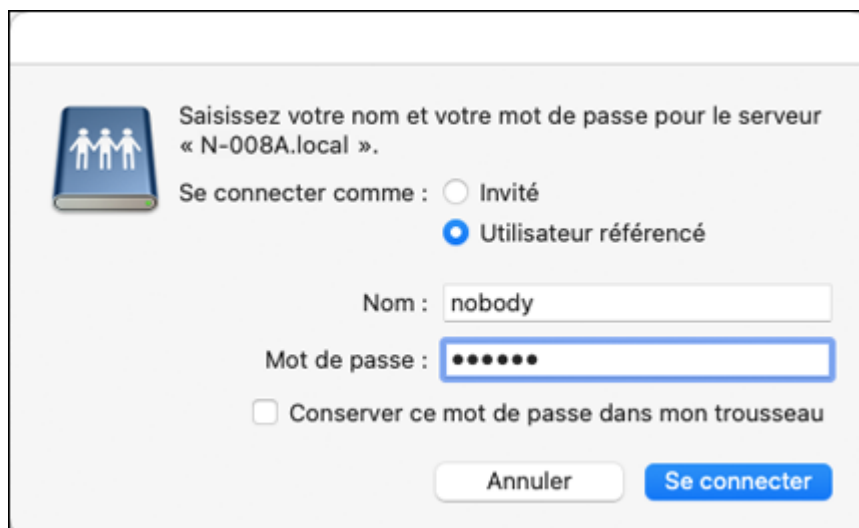 Saisissez votre nom et votre mot de passe pour le serveur
« N-008A.local ».
Se connecter comme : Invité
Utilisateur référencé
Nom : nobody
Mot de passe : ••••••
Conserver ce mot de passe dans mon trousseau
Annuler Se connecter